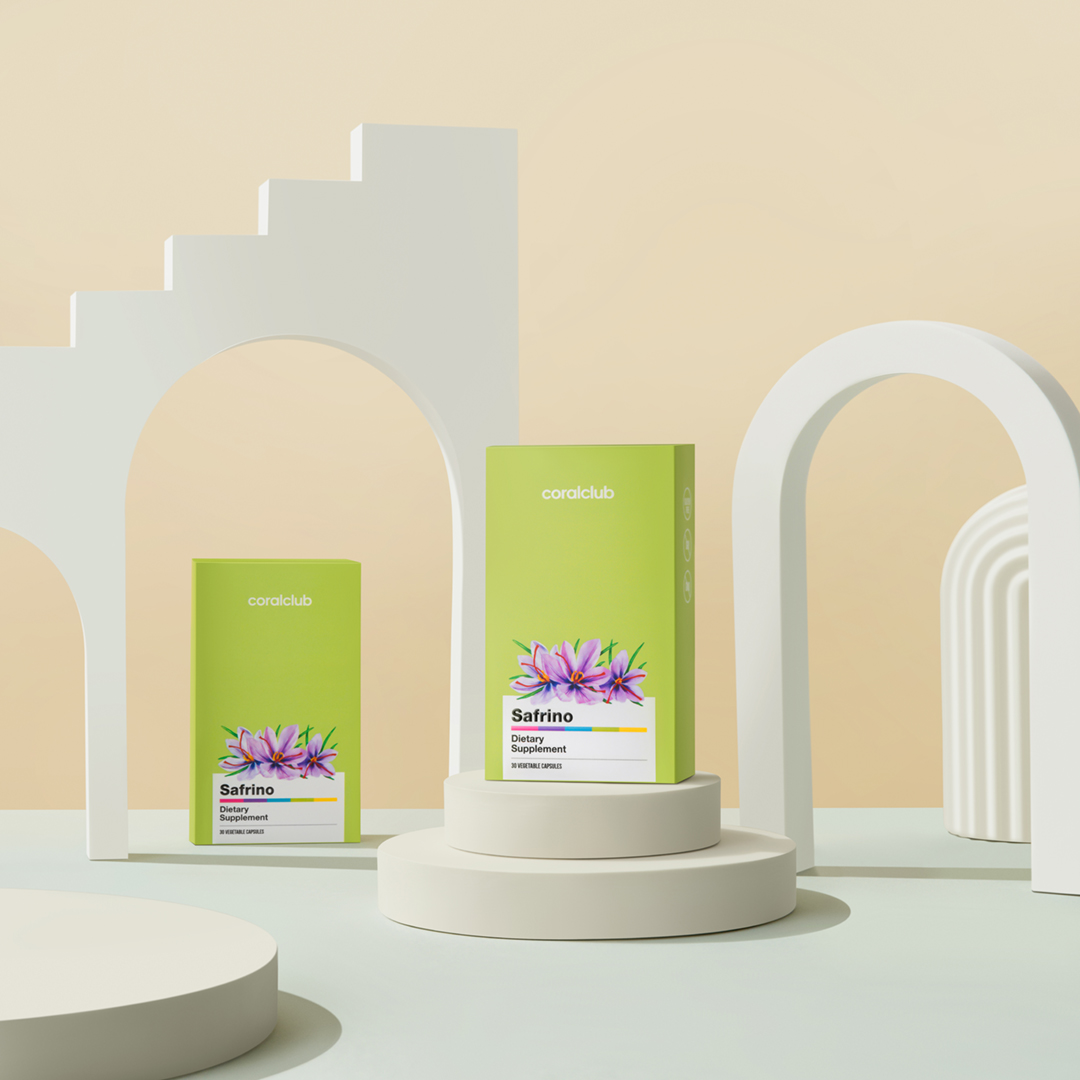 coralclub
Safrino
Dietary
Supplement
30 VEGETABLE CAPSULES
coralclub
Safrino
Dietary
Supplement
30 VEGETABLE CAPSULES